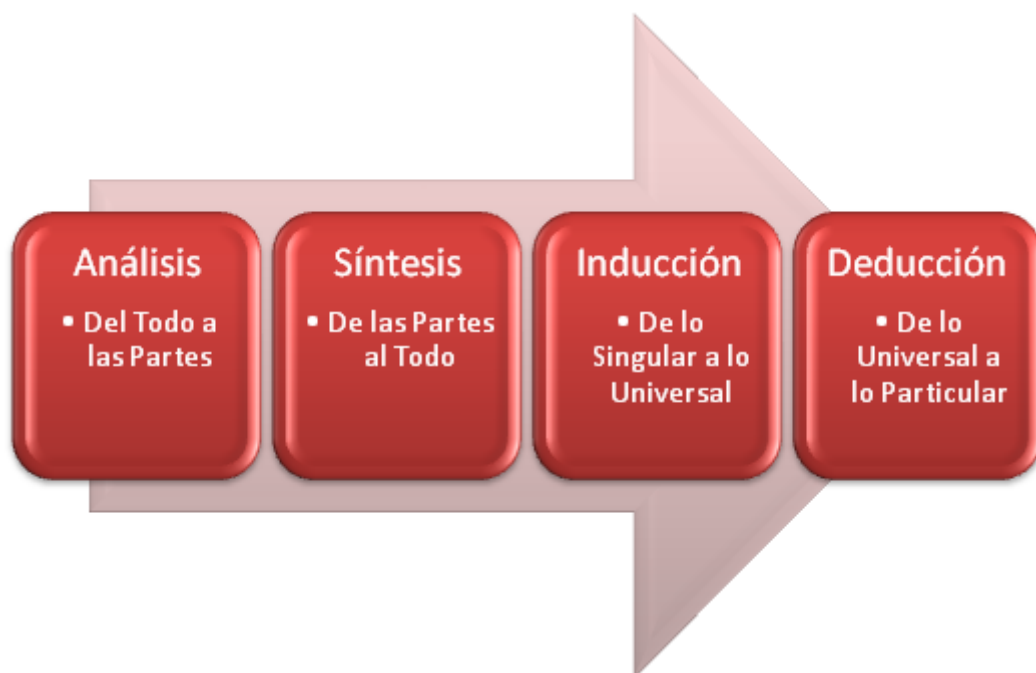 Análisis
• Del Todo a
las Partes
Síntesis
• De las Partes
al Todo
Inducción
• De lo
Singular a lo
Universal
Deducción
• De lo
Universal a
lo Particular